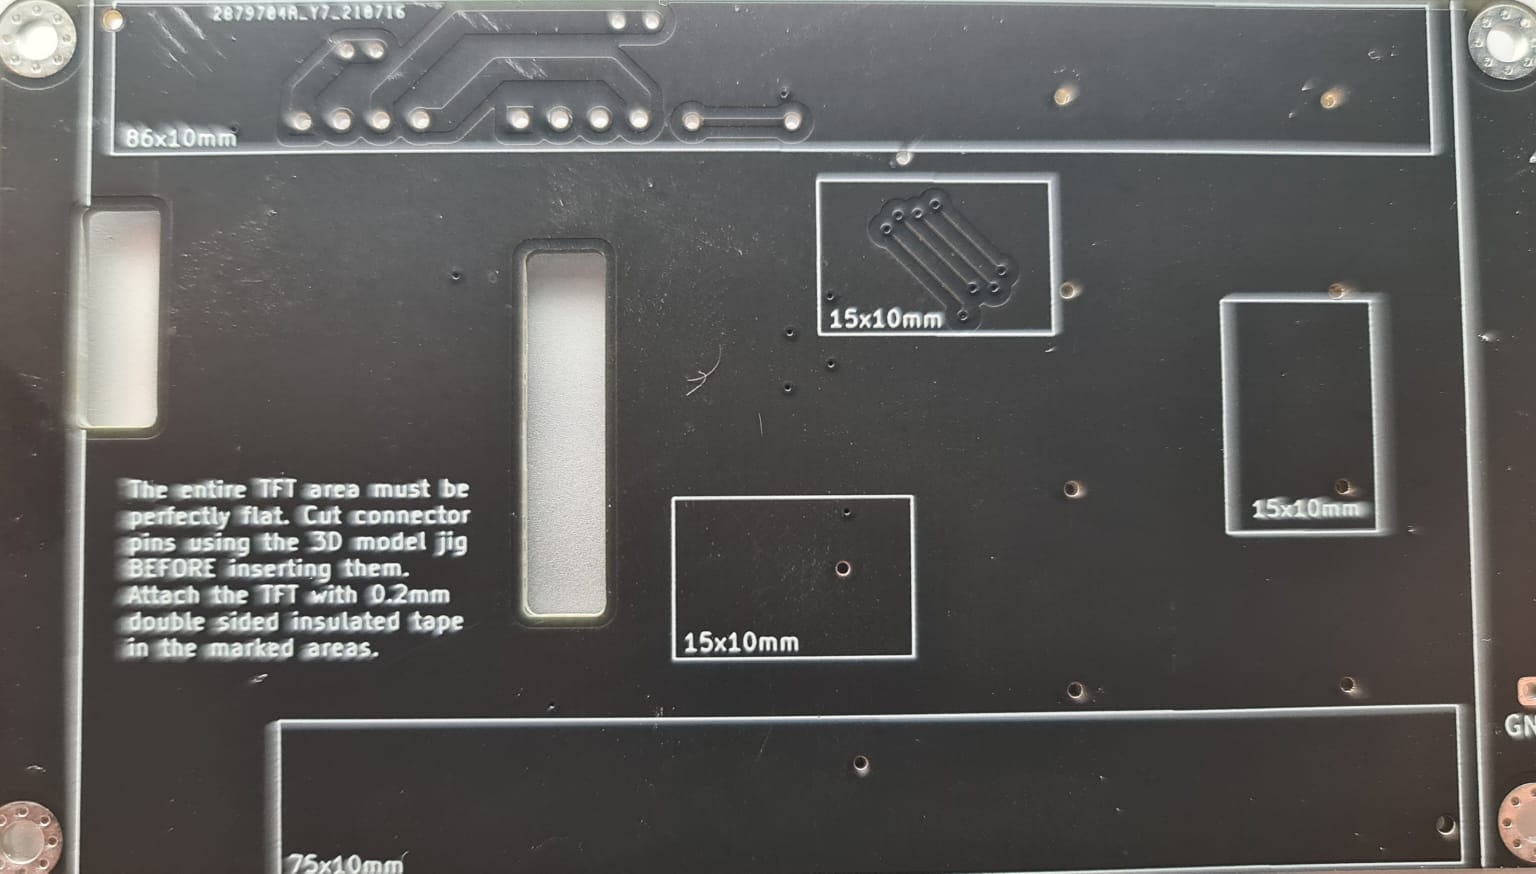 2879784A_Y7_210716
86x10mm
15x10mm
15x10mm
The entire TFT area must be
perfectly flat. Cut connector
pins using the 3D model jig
BEFORE inserting them.
Attach the TFT with 0.2mm
double sided insulated tape
in the marked areas.
15x10mm
75x10mm